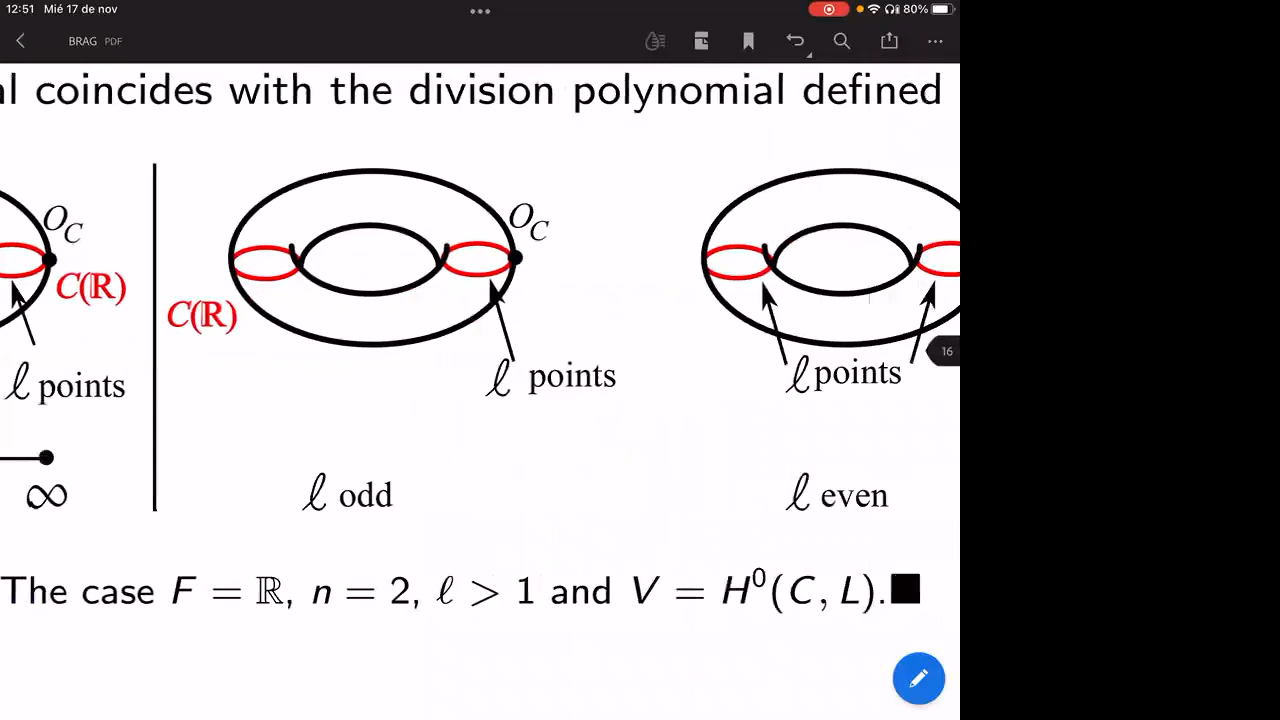 12:51 Mié 17 de nov 80%
BRAG PDF
al coincides with the division polynomial defined
O_C O_C
C(ℝ) C(ℝ)
16
ℓ points ℓ points ℓ points
∞ ℓ odd ℓ even
The case F = ℝ, n = 2, ℓ > 1 and V = H⁰(C, L).■